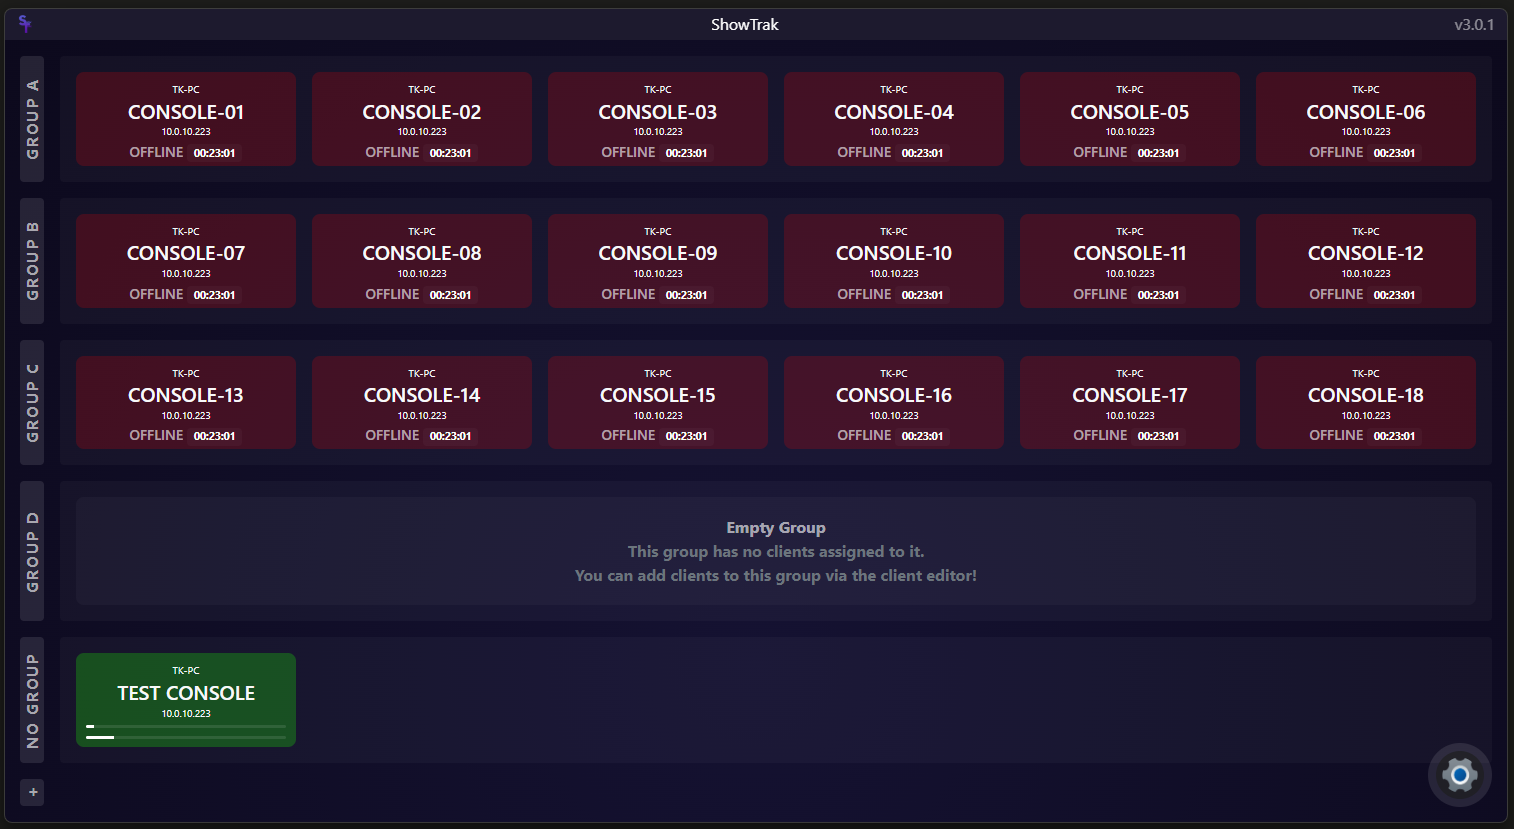 ShowTrak
v3.0.1
GROUP A
TK-PC
CONSOLE-01
10.0.10.223
OFFLINE 00:23:01
TK-PC
CONSOLE-02
10.0.10.223
OFFLINE 00:23:01
TK-PC
CONSOLE-03
10.0.10.223
OFFLINE 00:23:01
TK-PC
CONSOLE-04
10.0.10.223
OFFLINE 00:23:01
TK-PC
CONSOLE-05
10.0.10.223
OFFLINE 00:23:01
TK-PC
CONSOLE-06
10.0.10.223
OFFLINE 00:23:01
GROUP B
TK-PC
CONSOLE-07
10.0.10.223
OFFLINE 00:23:01
TK-PC
CONSOLE-08
10.0.10.223
OFFLINE 00:23:01
TK-PC
CONSOLE-09
10.0.10.223
OFFLINE 00:23:01
TK-PC
CONSOLE-10
10.0.10.223
OFFLINE 00:23:01
TK-PC
CONSOLE-11
10.0.10.223
OFFLINE 00:23:01
TK-PC
CONSOLE-12
10.0.10.223
OFFLINE 00:23:01
GROUP C
TK-PC
CONSOLE-13
10.0.10.223
OFFLINE 00:23:01
TK-PC
CONSOLE-14
10.0.10.223
OFFLINE 00:23:01
TK-PC
CONSOLE-15
10.0.10.223
OFFLINE 00:23:01
TK-PC
CONSOLE-16
10.0.10.223
OFFLINE 00:23:01
TK-PC
CONSOLE-17
10.0.10.223
OFFLINE 00:23:01
TK-PC
CONSOLE-18
10.0.10.223
OFFLINE 00:23:01
GROUP D
Empty Group
This group has no clients assigned to it.
You can add clients to this group via the client editor!
NO GROUP
TK-PC
TEST CONSOLE
10.0.10.223
+